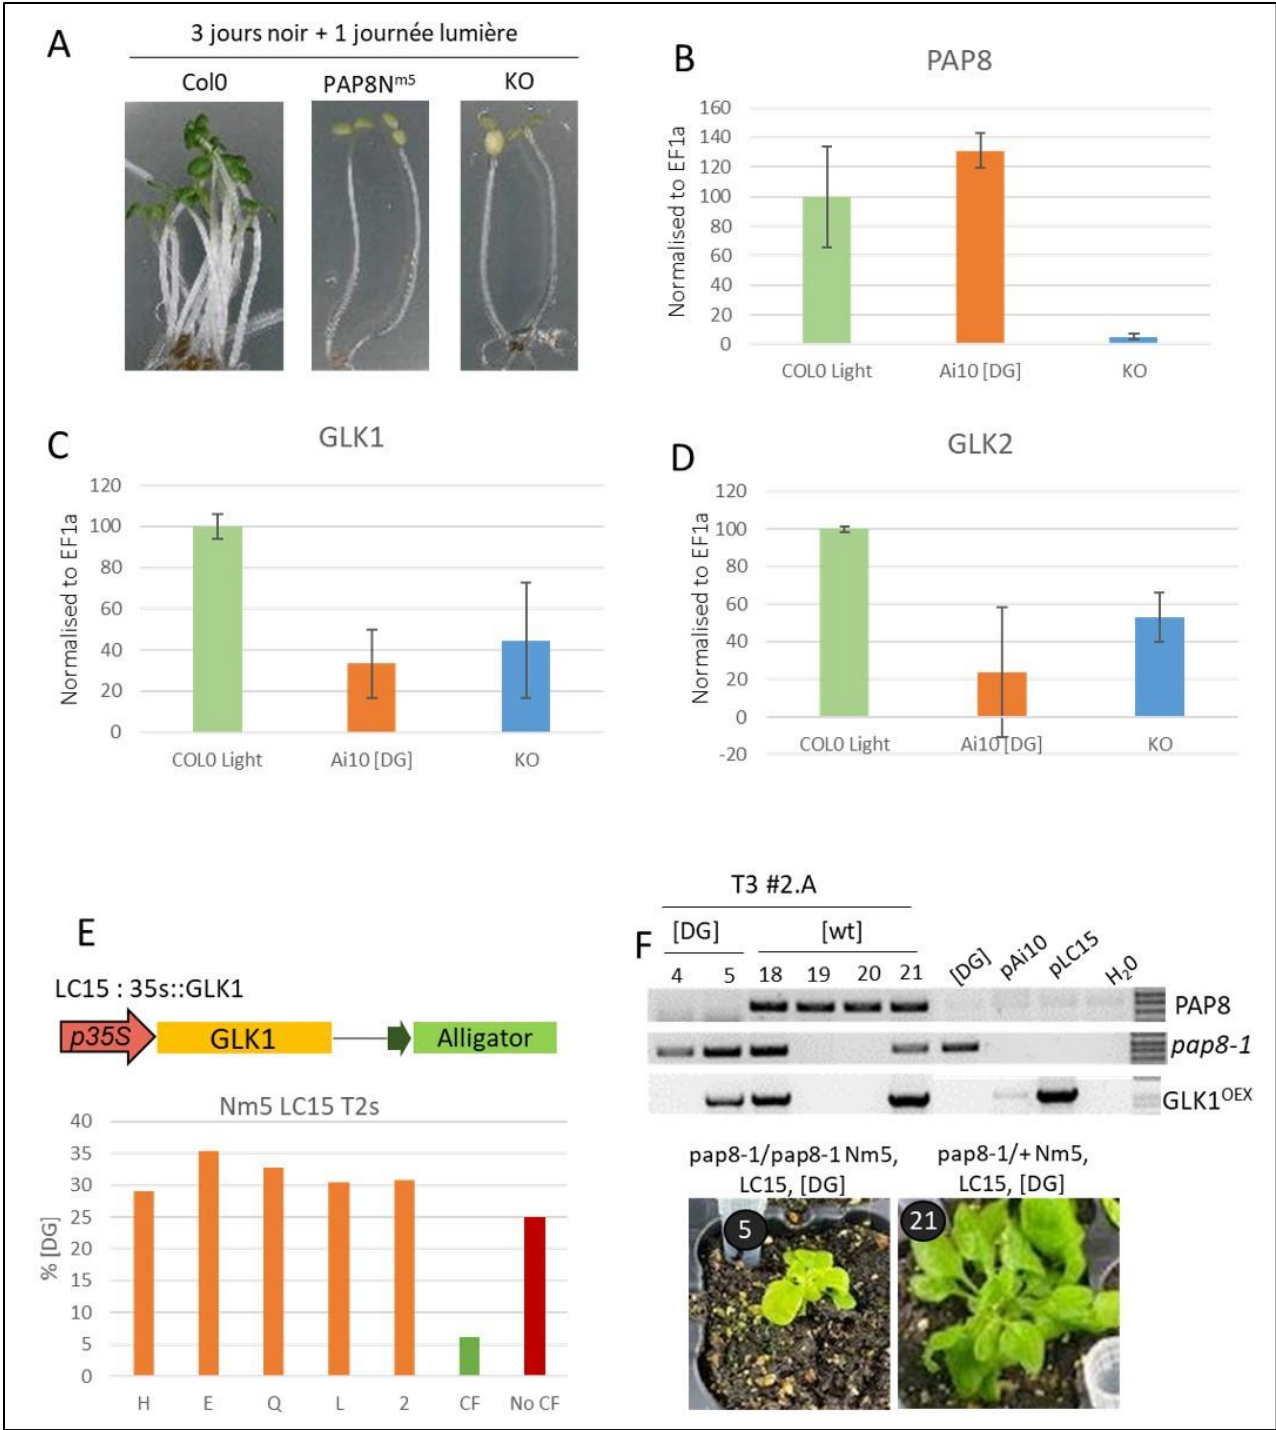 A
3 jours noir + 1 journée lumière
Col0
PAP8Nᵐ⁵
KO
B
PAP8
Normalised to EF1a
160
140
120
100
80
60
40
20
0
COL0 Light
Ai10 [DG]
KO
C
GLK1
Normalised to EF1a
120
100
80
60
40
20
0
COL0 Light
Ai10 [DG]
KO
D
GLK2
Normalised to EF1a
120
100
80
60
40
20
0
-20
COL0 Light
Ai10 [DG]
KO
E
LC15 : 35s::GLK1
p35S
GLK1
Alligator
Nm5 LC15 T2s
% [DG]
40
35
30
25
20
15
10
5
0
H
E
Q
L
2
CF
No CF
F
T3 #2.A
[DG]
[wt]
4
5
18
19
20
21
[DG]
pAi10
pLC15
H₂0
PAP8
pap8-1
GLK1ᴼᴱˣ
pap8-1/pap8-1 Nm5,
LC15, [DG]
5
pap8-1/+ Nm5,
LC15, [DG]
21